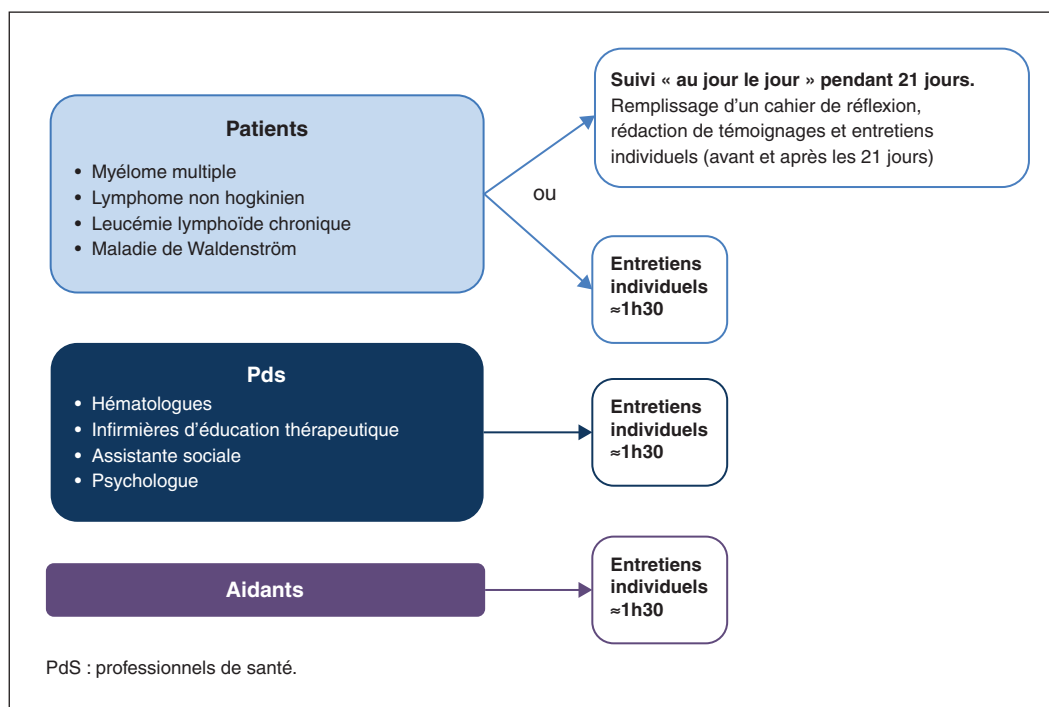 Patients
• Myélome multiple
• Lymphome non hogkinien
• Leucémie lymphoïde chronique
• Maladie de Waldenström
Suivi « au jour le jour » pendant 21 jours.
Remplissage d'un cahier de réflexion,
rédaction de témoignages et entretiens
individuels (avant et après les 21 jours)
ou
Entretiens
individuels
≈1h30
Pds
• Hématologues
• Infirmières d'éducation thérapeutique
• Assistante sociale
• Psychologue
Entretiens
individuels
≈1h30
Aidants
Entretiens
individuels
≈1h30
PdS : professionnels de santé.